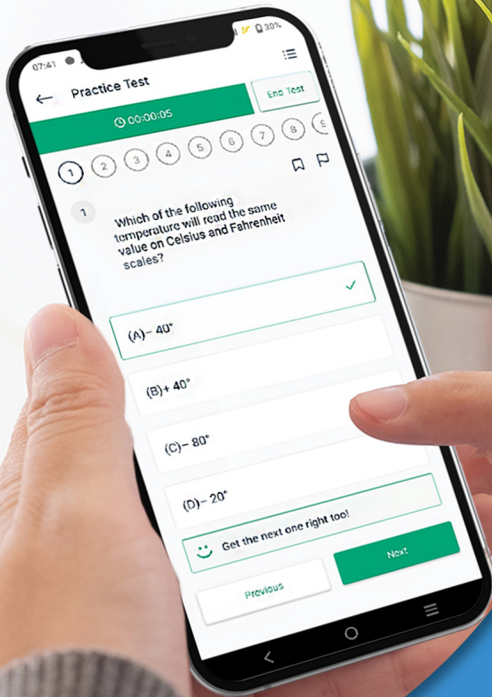 07:41 30%
Practice Test
00:00:05 End Test
1 2 3 4 5 6 7 8 9
1
Which of the following
temperature will read the same
value on Celsius and Fahrenheit
scales?
(A)– 40°
(B)+ 40°
(C)– 80°
(D)– 20°
Get the next one right too!
Previous Next